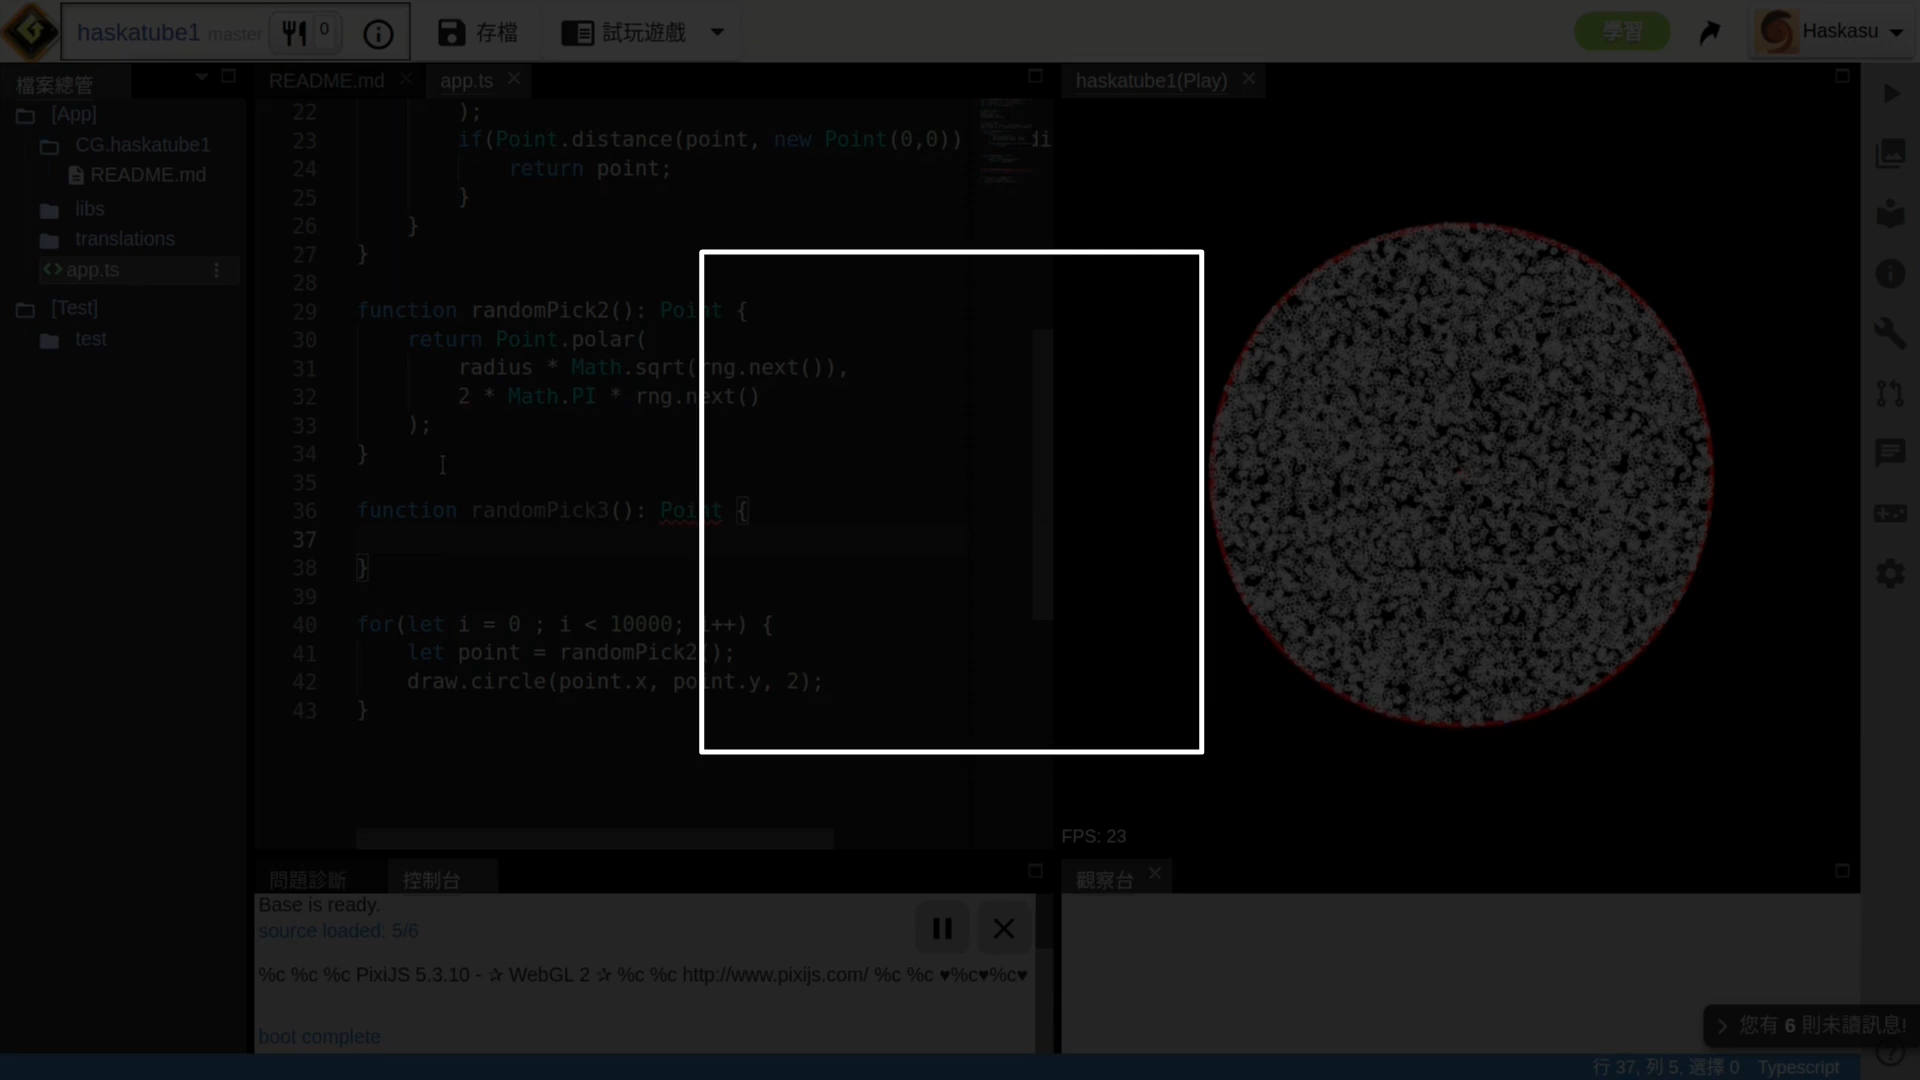 haskatube1 master 0 存檔 試玩遊戲 學習 Haskasu
檔案總管
[App]
CG.haskatube1
README.md
libs
translations
app.ts
[Test]
test
README.md app.ts
22 );
23 if(Point.distance(point, new Point(0,0)) di
24 return point;
25 }
26 }
27 }
28
29 function randomPick2(): Point {
30 return Point.polar(
31 radius * Math.sqrt(rng.next()),
32 2 * Math.PI * rng.next()
33 );
34 }
35
36 function randomPick3(): Point {
37
38 }
39
40 for(let i = 0 ; i < 10000; i++) {
41 let point = randomPick2();
42 draw.circle(point.x, point.y, 2);
43 }
haskatube1(Play)
FPS: 23
問題診斷 控制台
Base is ready.
source loaded: 5/6
%c %c %c PixiJS 5.3.10 - ✰ WebGL 2 ✰ %c %c http://www.pixijs.com/ %c %c ♥%c♥%c♥
boot complete
觀察台
您有 6 則未讀訊息!
行 37, 列 5, 選擇 0 Typescript